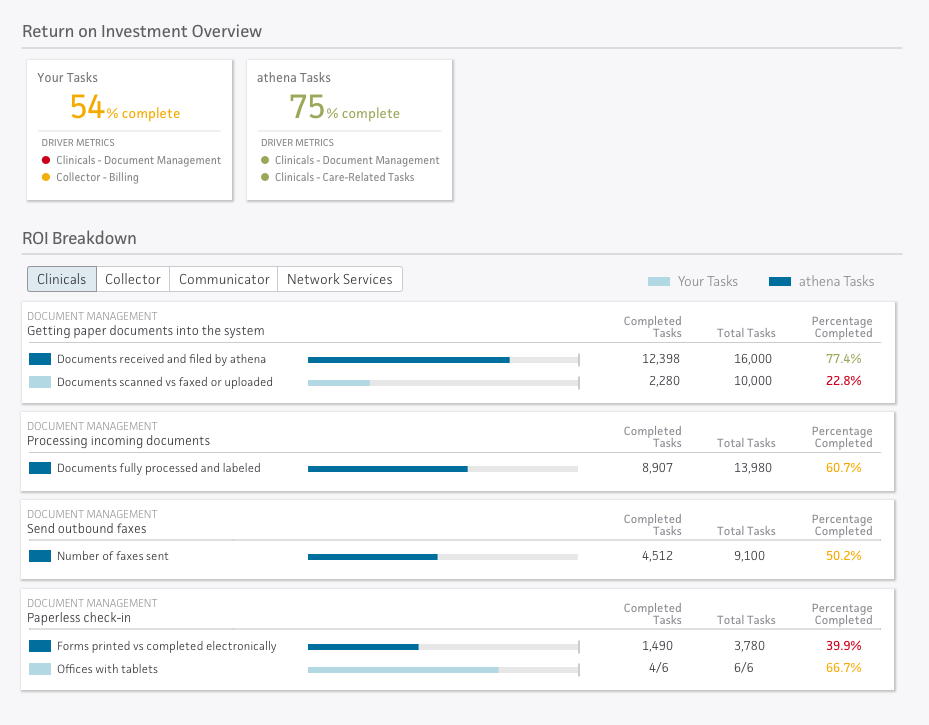 Return on Investment Overview
Your Tasks
54% complete
DRIVER METRICS
Clinicals - Document Management
Collector - Billing
athena Tasks
75% complete
DRIVER METRICS
Clinicals - Document Management
Clinicals - Care-Related Tasks
ROI Breakdown
Clinicals Collector Communicator Network Services
Your Tasks athena Tasks
DOCUMENT MANAGEMENT
Getting paper documents into the system
Completed Tasks Total Tasks Percentage Completed
Documents received and filed by athena 12,398 16,000 77.4%
Documents scanned vs faxed or uploaded 2,280 10,000 22.8%
DOCUMENT MANAGEMENT
Processing incoming documents
Completed Tasks Total Tasks Percentage Completed
Documents fully processed and labeled 8,907 13,980 60.7%
DOCUMENT MANAGEMENT
Send outbound faxes
Completed Tasks Total Tasks Percentage Completed
Number of faxes sent 4,512 9,100 50.2%
DOCUMENT MANAGEMENT
Paperless check-in
Completed Tasks Total Tasks Percentage Completed
Forms printed vs completed electronically 1,490 3,780 39.9%
Offices with tablets 4/6 6/6 66.7%